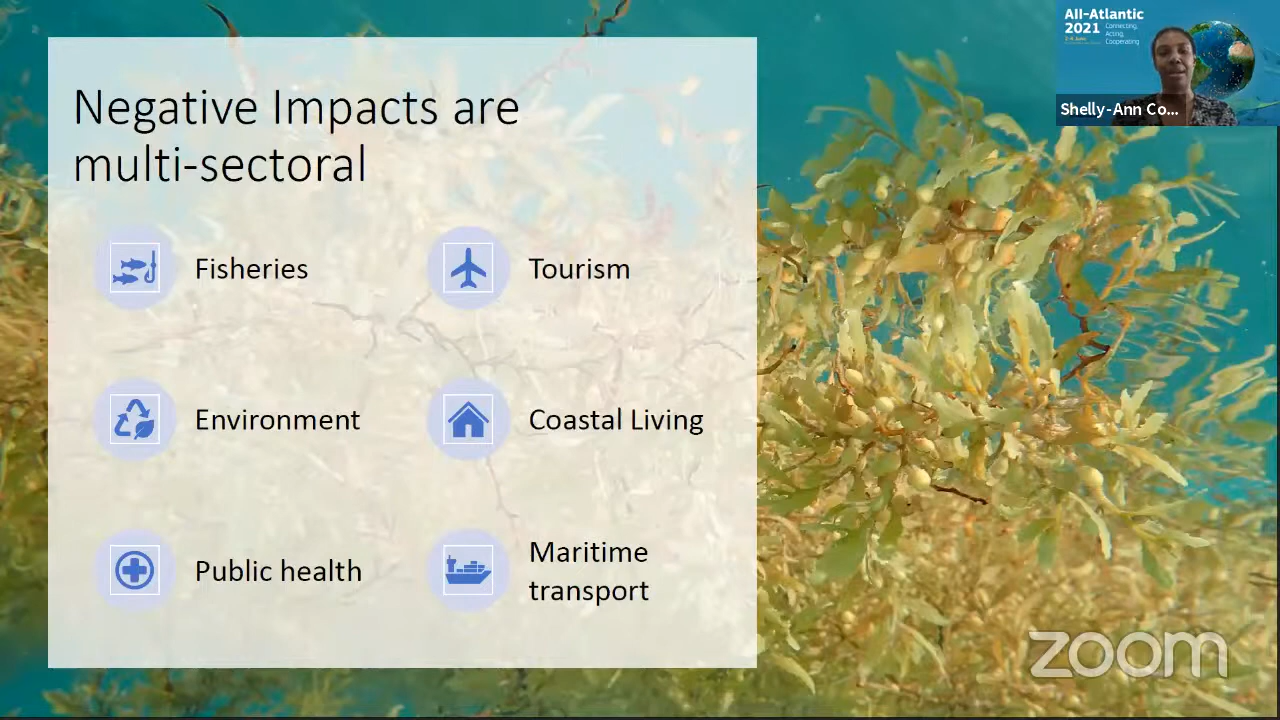 Negative Impacts are
multi-sectoral
Fisheries
Tourism
Environment
Coastal Living
Public health
Maritime
transport
All-Atlantic
2021
Connecting,
Acting,
Cooperating
Shelly-Ann Co...
zoom